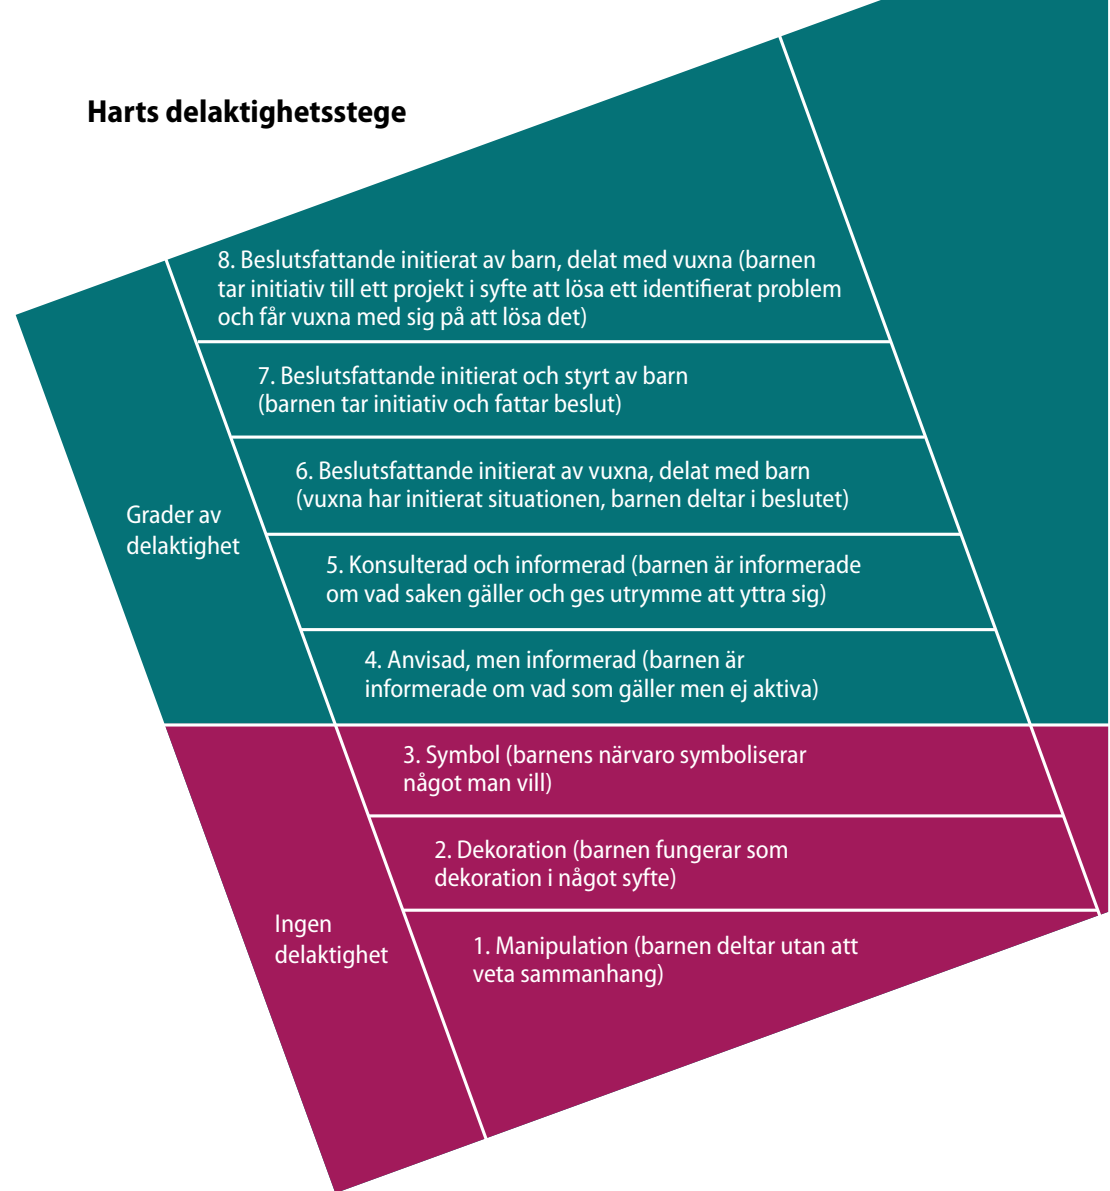 Harts delaktighetsstege
8. Beslutsfattande initierat av barn, delat med vuxna (barnen
tar initiativ till ett projekt i syfte att lösa ett identifierat problem
och får vuxna med sig på att lösa det)
7. Beslutsfattande initierat och styrt av barn
(barnen tar initiativ och fattar beslut)
6. Beslutsfattande initierat av vuxna, delat med barn
(vuxna har initierat situationen, barnen deltar i beslutet)
Grader av
delaktighet
5. Konsulterad och informerad (barnen är informerade
om vad saken gäller och ges utrymme att yttra sig)
4. Anvisad, men informerad (barnen är
informerade om vad som gäller men ej aktiva)
3. Symbol (barnens närvaro symboliserar
något man vill)
2. Dekoration (barnen fungerar som
dekoration i något syfte)
Ingen
delaktighet
1. Manipulation (barnen deltar utan att
veta sammanhang)